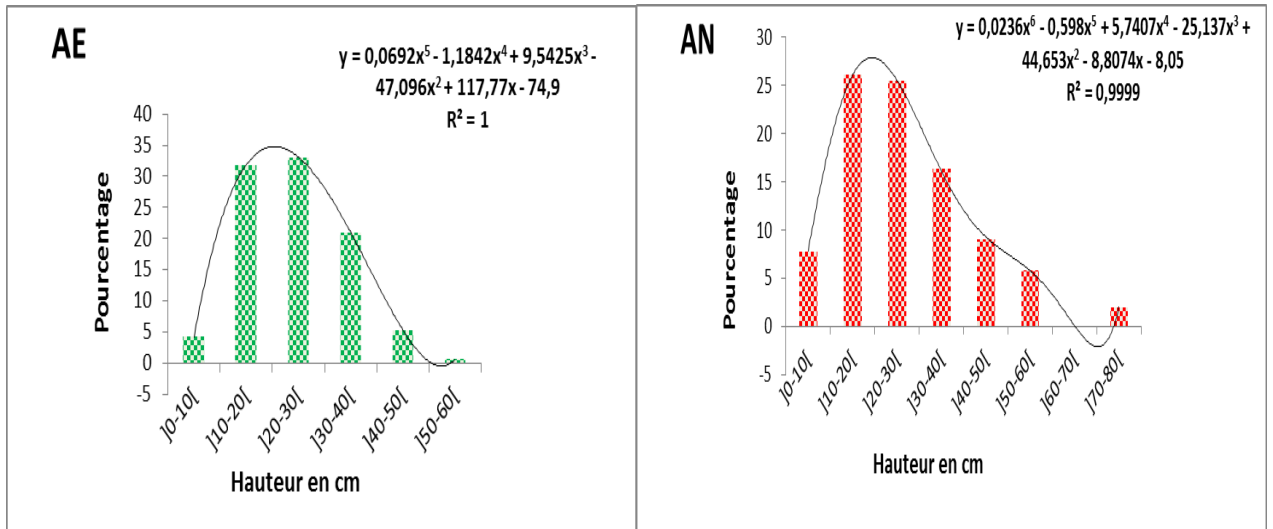 AE
y = 0,0692x⁵ - 1,1842x⁴ + 9,5425x³ -
47,096x² + 117,77x - 74,9
R² = 1
40
35
30
25
20
15
10
5
0
-5
Pourcentage
]0-10[
]10-20[
]20-30[
]30-40[
]40-50[
]50-60[
Hauteur en cm
AN
y = 0,0236x⁶ - 0,598x⁵ + 5,7407x⁴ - 25,137x³ +
44,653x² - 8,8074x - 8,05
R² = 0,9999
30
25
20
15
10
5
0
-5
Pourcentage
]0-10[
]10-20[
]20-30[
]30-40[
]40-50[
]50-60[
]60-70[
]70-80[
Hauteur en cm